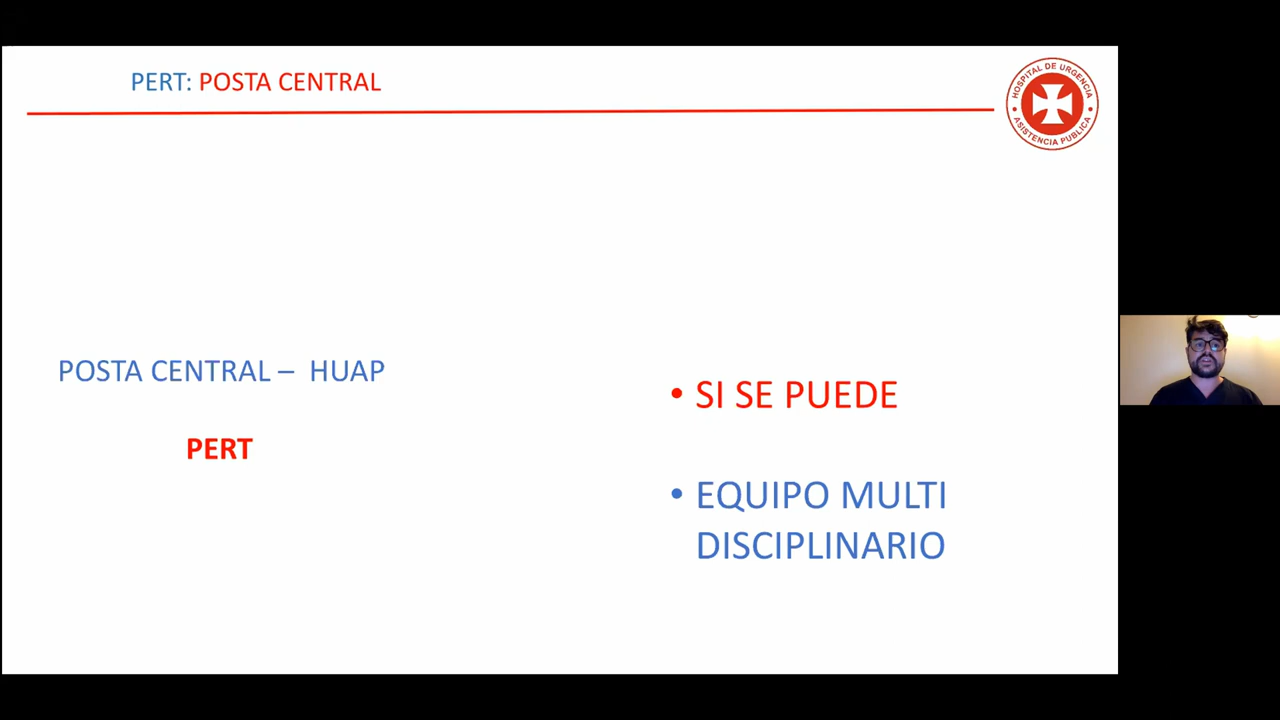 PERT: POSTA CENTRAL
HOSPITAL DE URGENCIA
ASISTENCIA PUBLICA
POSTA CENTRAL – HUAP
PERT
• SI SE PUEDE
• EQUIPO MULTI
DISCIPLINARIO